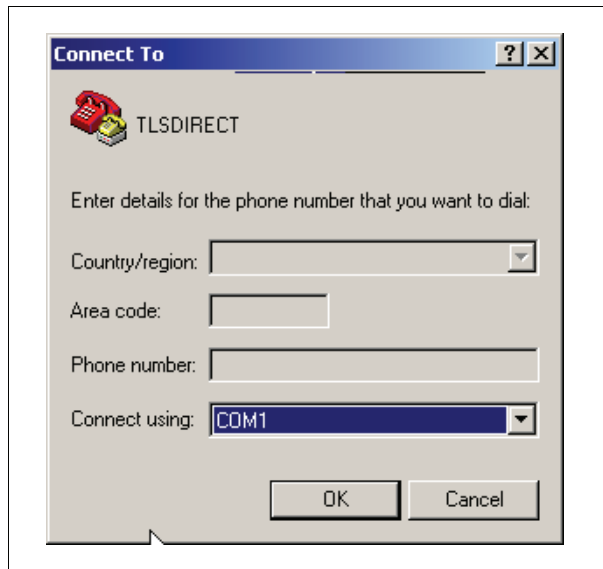 Connect To
TLSDIRECT
Enter details for the phone number that you want to dial:
Country/region:
Area code:
Phone number:
Connect using: COM1
OK Cancel